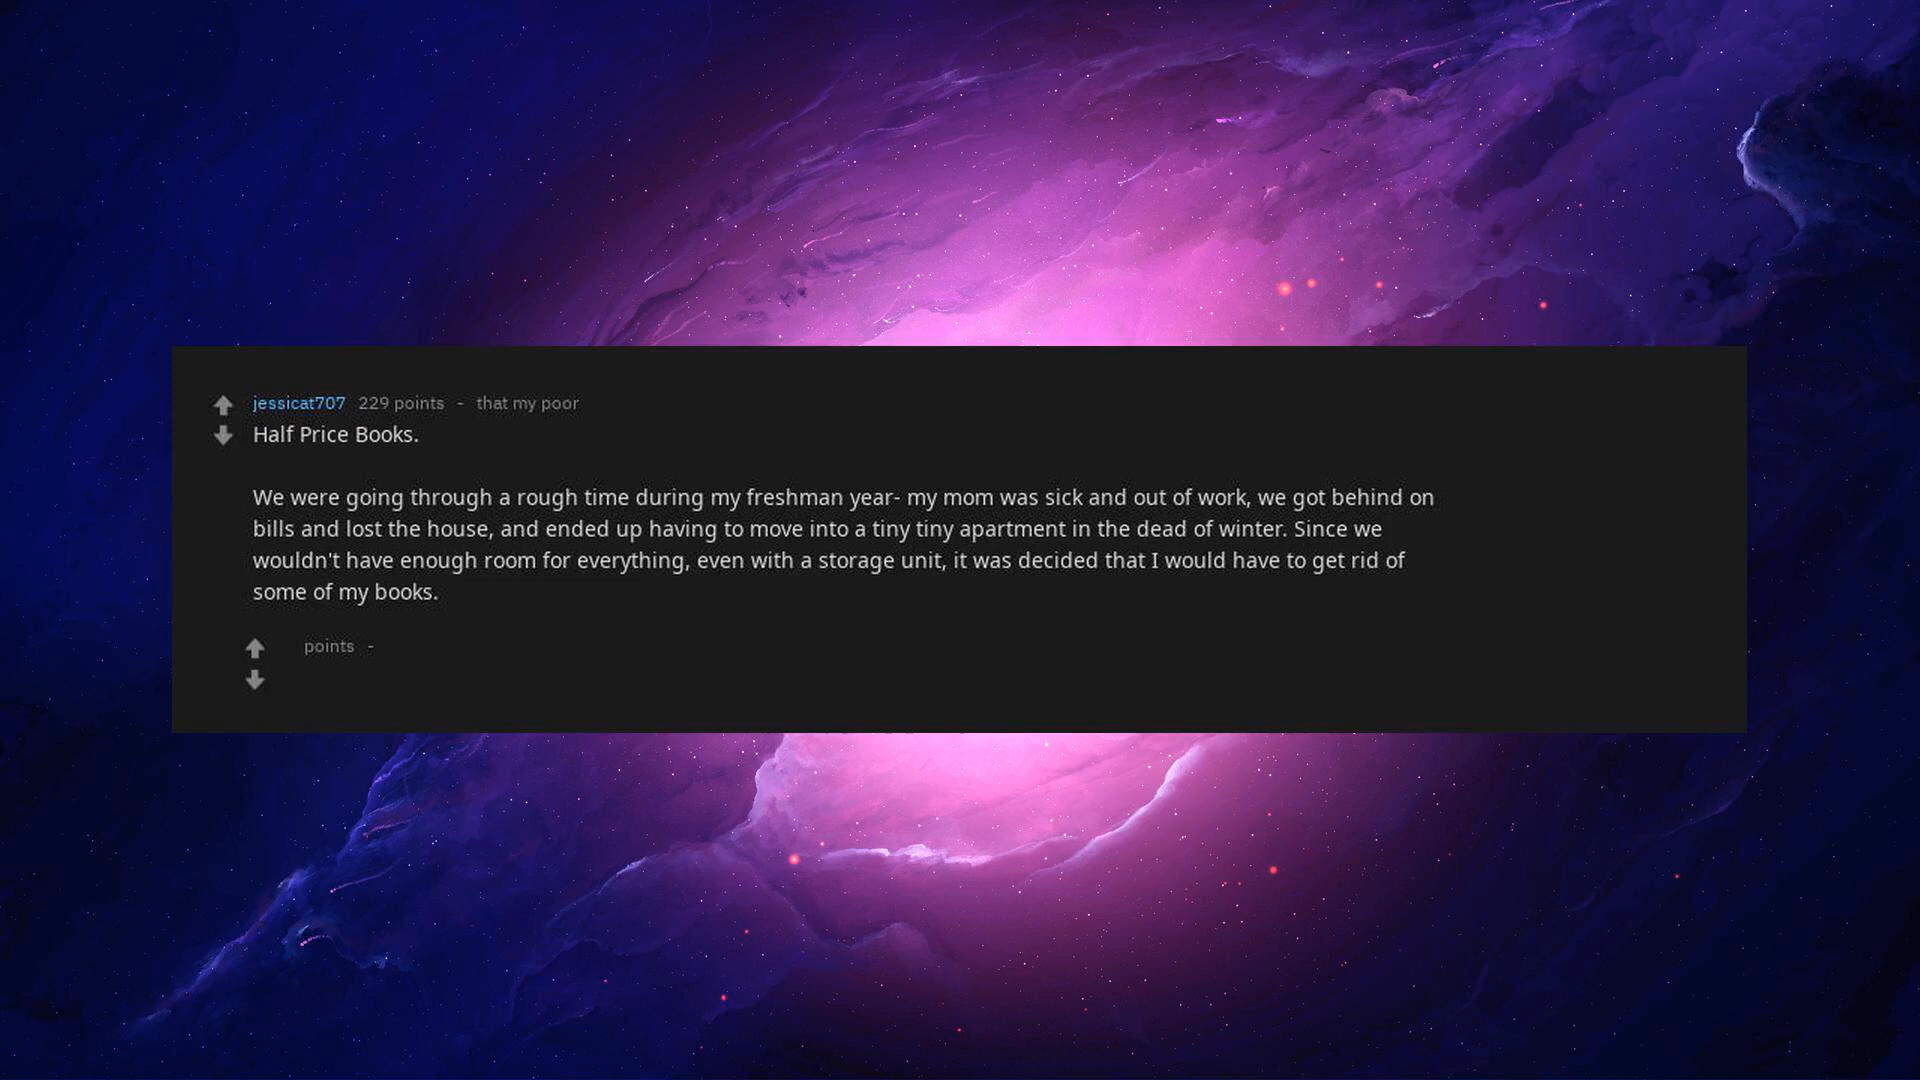 jessicat707 229 points - that my poor
Half Price Books.
We were going through a rough time during my freshman year- my mom was sick and out of work, we got behind on
bills and lost the house, and ended up having to move into a tiny tiny apartment in the dead of winter. Since we
wouldn't have enough room for everything, even with a storage unit, it was decided that I would have to get rid of
some of my books.
points -